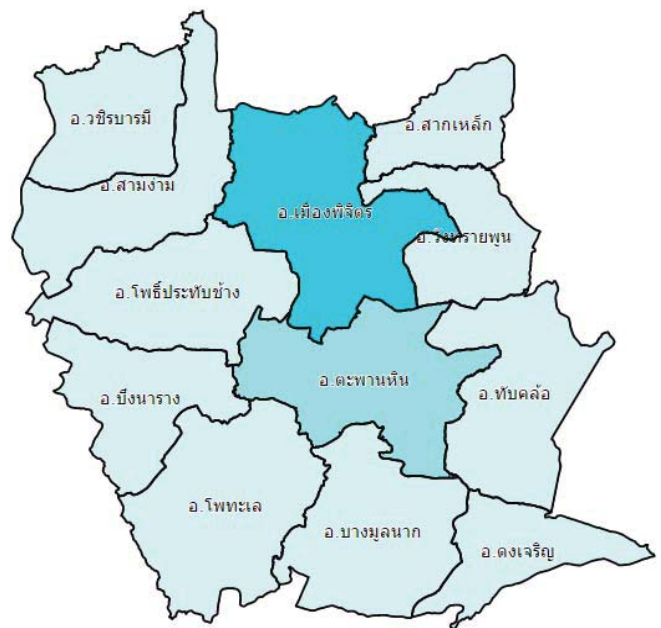 อ.วชิรบารมี
อ.สากเหล็ก
อ.สามง่าม
อ.เมืองพิจิตร
อ.วังทรายพูน
อ.โพธิ์ประทับช้าง
อ.ตะพานหิน
อ.บึงนาราง
อ.ทับคล้อ
อ.โพทะเล
อ.บางมูลนาก
อ.ดงเจริญ